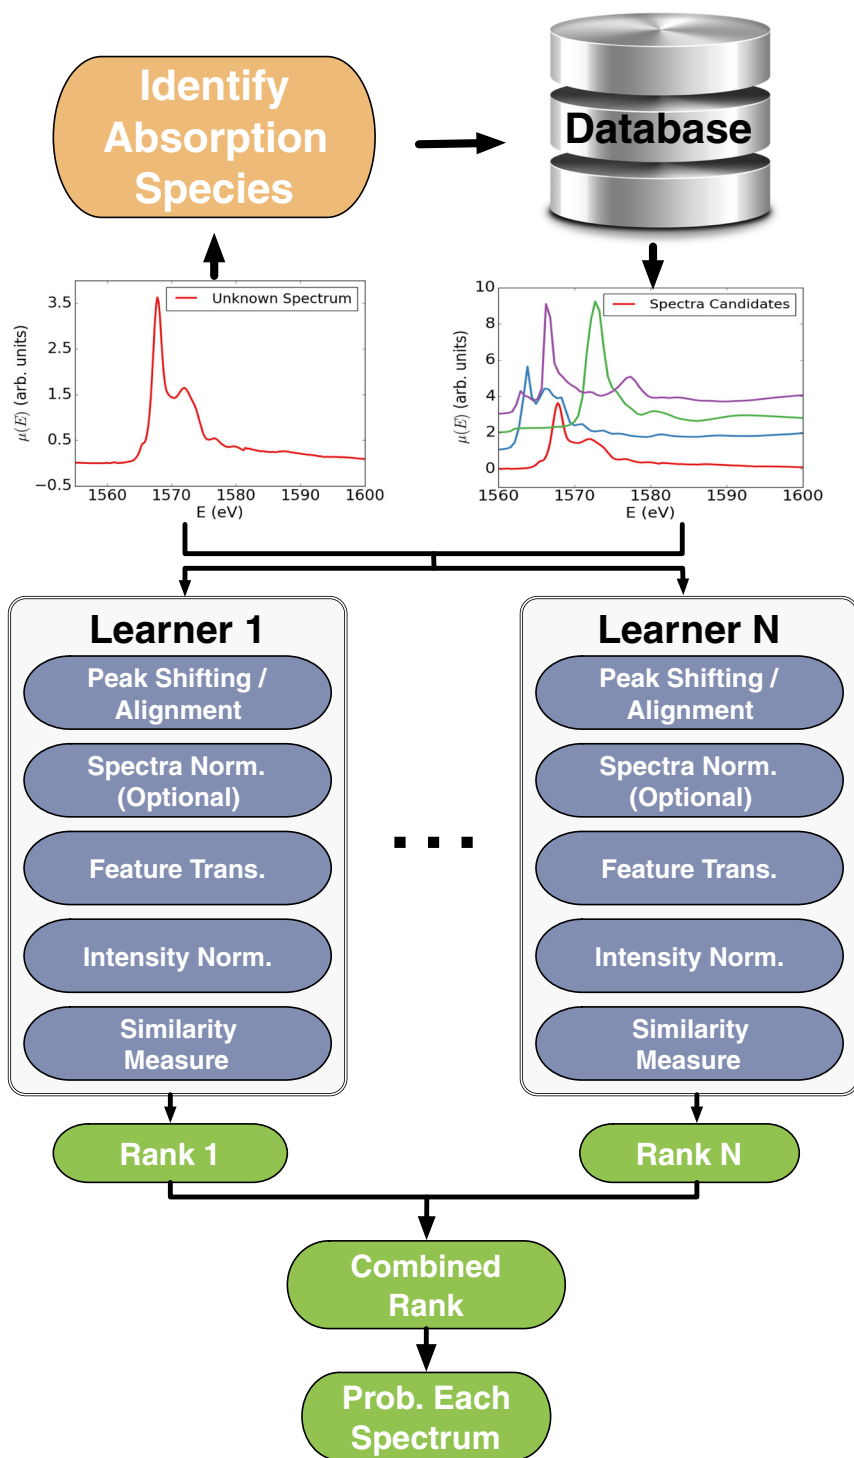 Identify
Absorption
Species
Database
Unknown Spectrum
3.5
2.5
1.5
0.5
−0.5
μ(E) (arb. units)
1560 1570 1580 1590 1600
E (eV)
Spectra Candidates
10
8
6
4
2
0
μ(E) (arb. units)
1560 1570 1580 1590 1600
E (eV)
Learner 1
Peak Shifting /
Alignment
Spectra Norm.
(Optional)
Feature Trans.
Intensity Norm.
Similarity
Measure
...
Learner N
Peak Shifting /
Alignment
Spectra Norm.
(Optional)
Feature Trans.
Intensity Norm.
Similarity
Measure
Rank 1
Rank N
Combined
Rank
Prob. Each
Spectrum